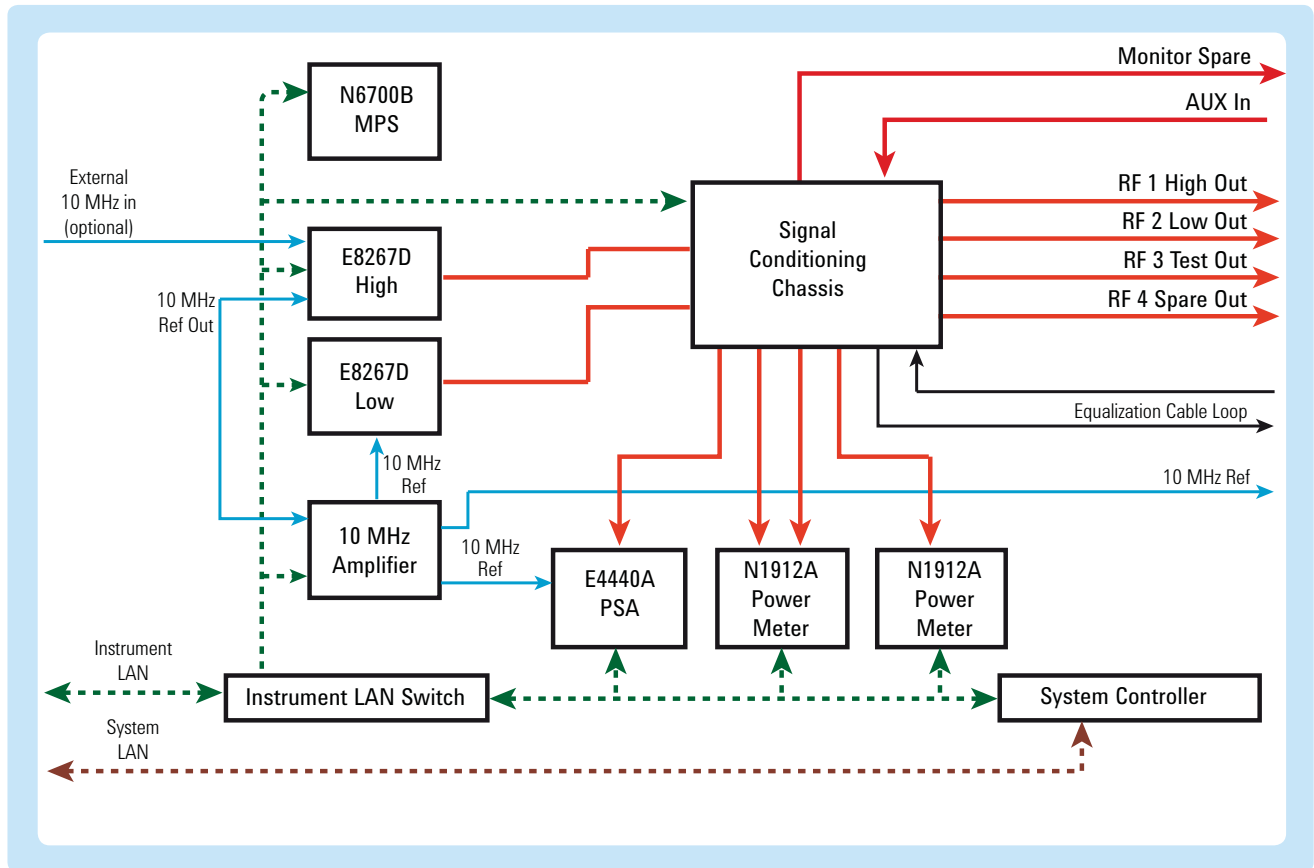 Monitor Spare
AUX In
N6700B
MPS
External
10 MHz in
(optional)
RF 1 High Out
RF 2 Low Out
RF 3 Test Out
RF 4 Spare Out
Signal
Conditioning
Chassis
E8267D
High
10 MHz
Ref Out
E8267D
Low
Equalization Cable Loop
10 MHz
Ref
10 MHz Ref
10 MHz
Amplifier
10 MHz
Ref
E4440A
PSA
N1912A
Power
Meter
N1912A
Power
Meter
Instrument
LAN
Instrument LAN Switch
System Controller
System
LAN